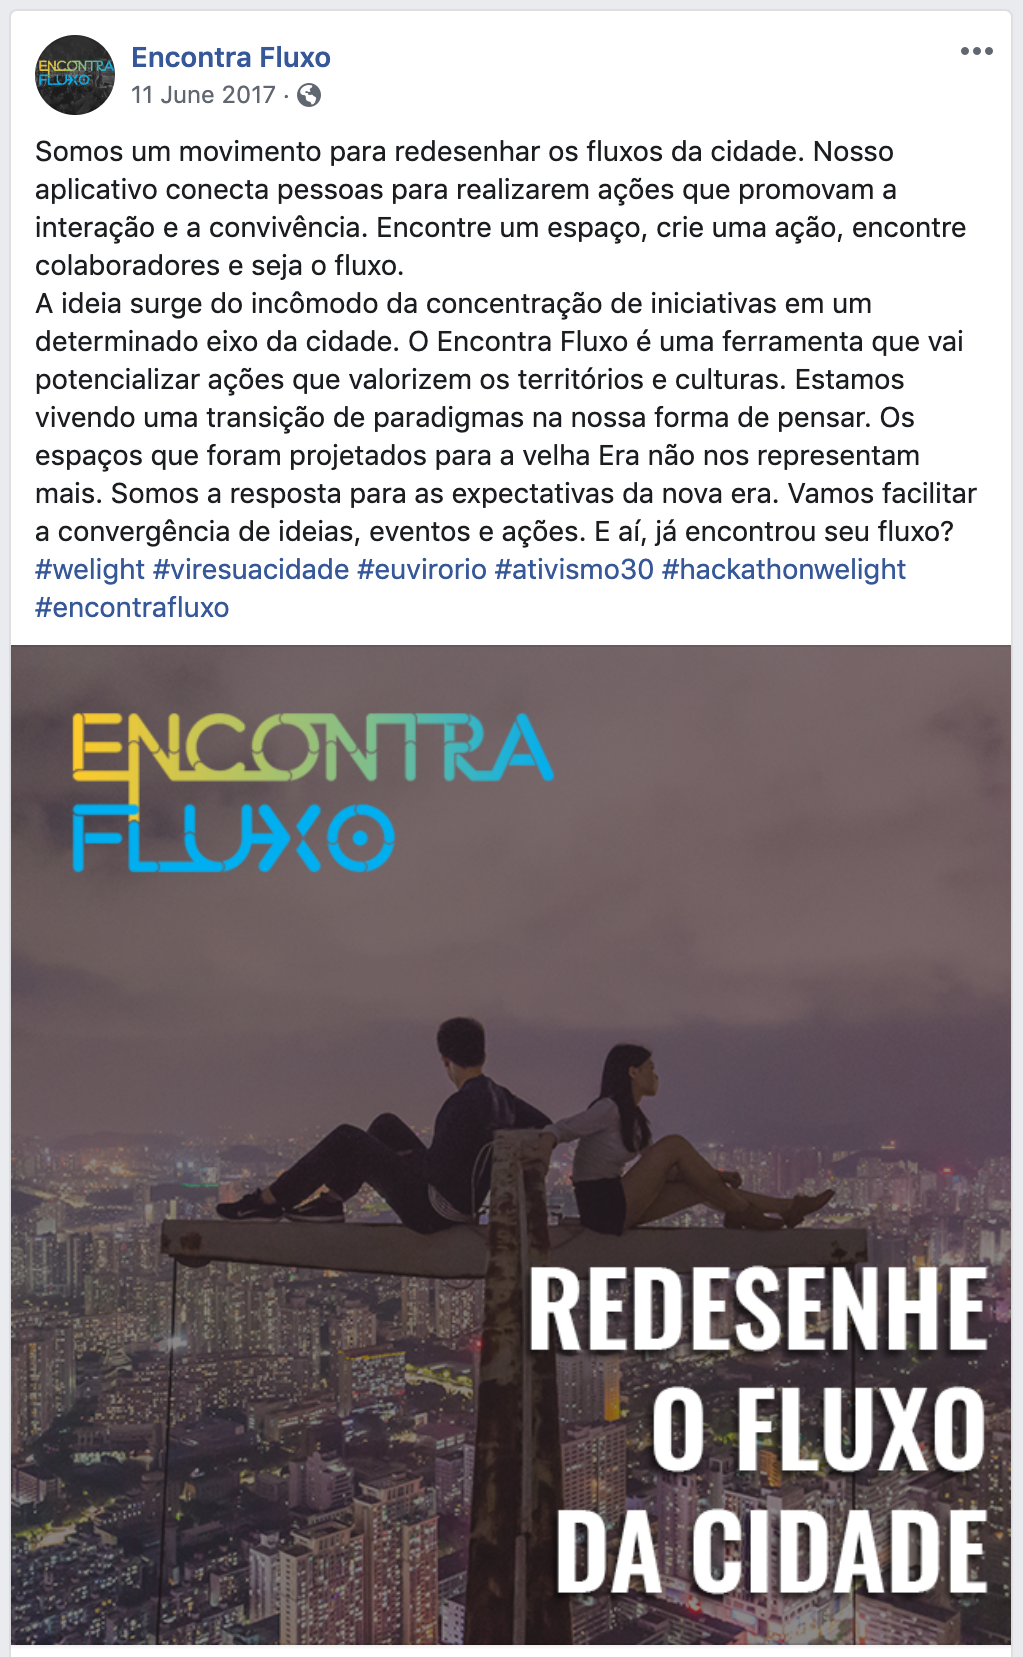 ENCONTRA
FLUXO
Encontra Fluxo
11 June 2017 ·
Somos um movimento para redesenhar os fluxos da cidade. Nosso
aplicativo conecta pessoas para realizarem ações que promovam a
interação e a convivência. Encontre um espaço, crie uma ação, encontre
colaboradores e seja o fluxo.
A ideia surge do incômodo da concentração de iniciativas em um
determinado eixo da cidade. O Encontra Fluxo é uma ferramenta que vai
potencializar ações que valorizem os territórios e culturas. Estamos
vivendo uma transição de paradigmas na nossa forma de pensar. Os
espaços que foram projetados para a velha Era não nos representam
mais. Somos a resposta para as expectativas da nova era. Vamos facilitar
a convergência de ideias, eventos e ações. E aí, já encontrou seu fluxo?
#welight #viresuacidade #euvirorio #ativismo30 #hackathonwelight
#encontrafluxo
ENCONTRA
FLUXO
REDESENHE
O FLUXO
DA CIDADE